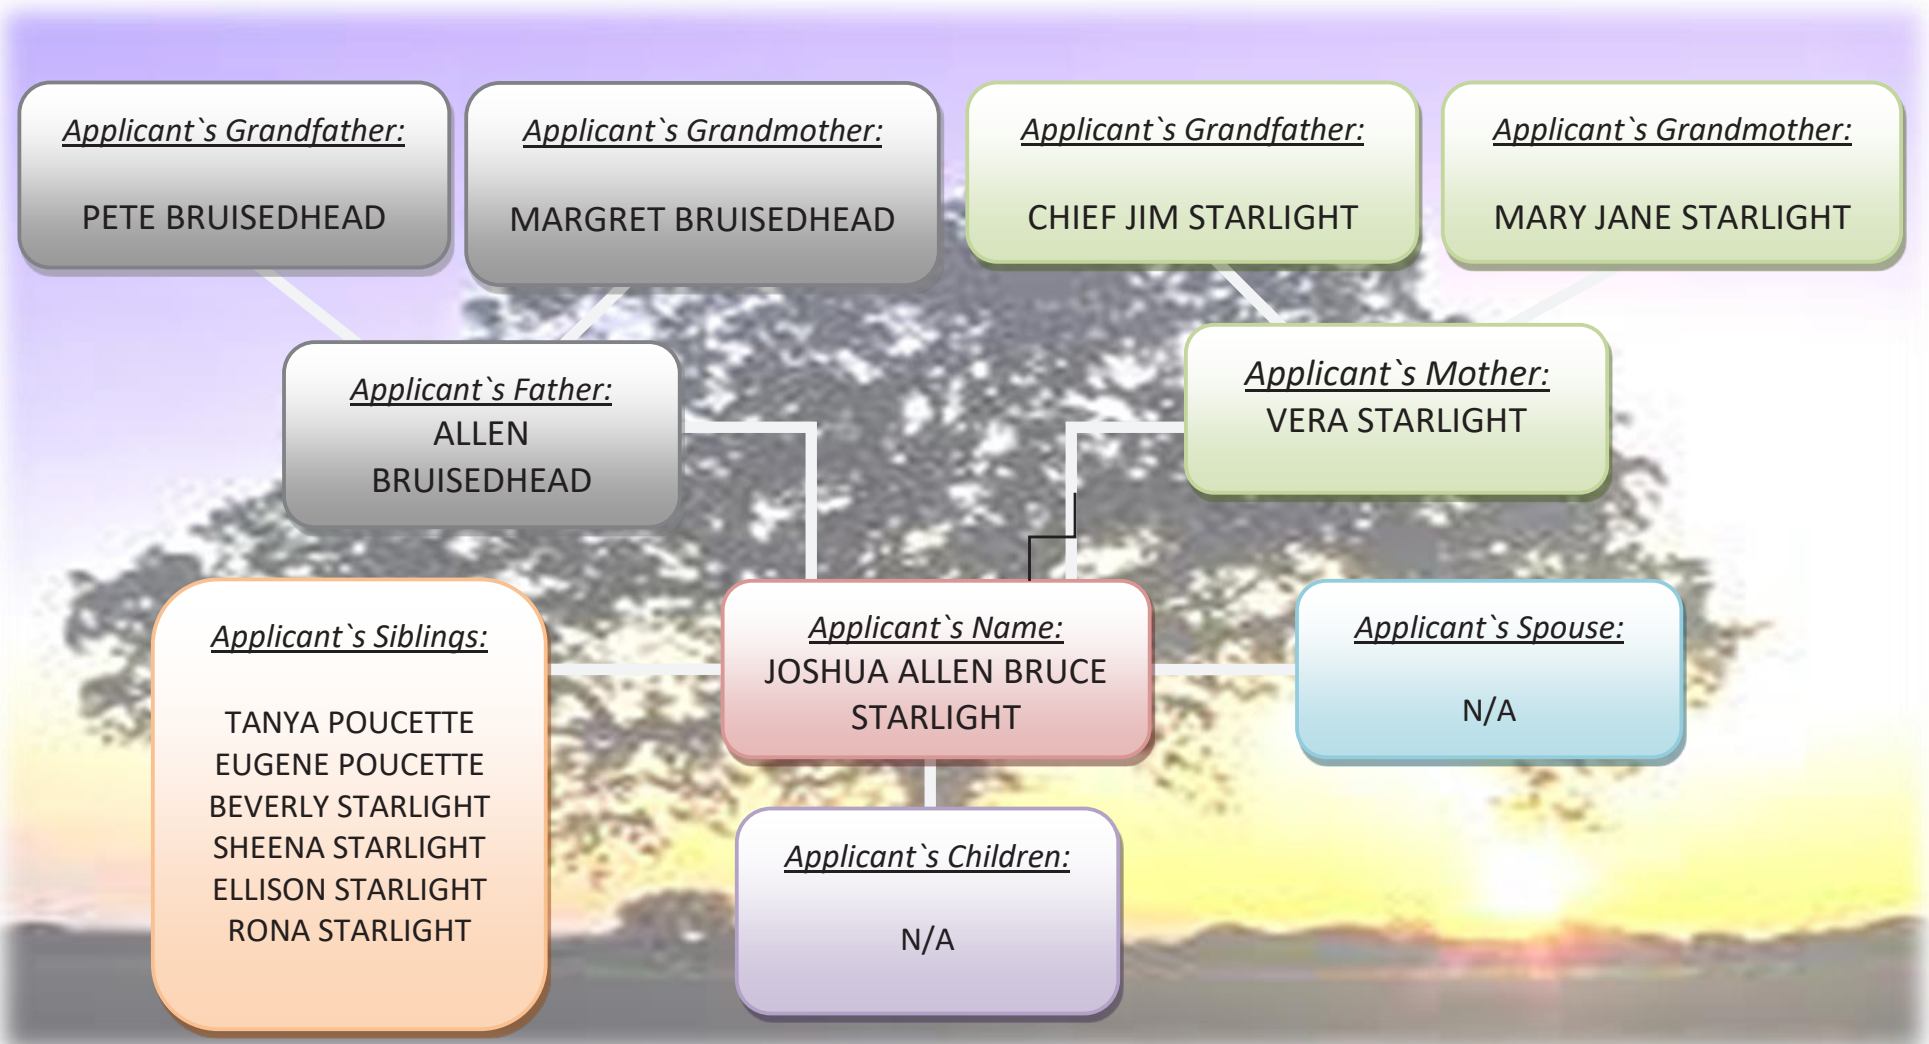 Applicant`s Grandfather:
PETE BRUISEDHEAD
Applicant`s Grandmother:
MARGRET BRUISEDHEAD
Applicant`s Grandfather:
CHIEF JIM STARLIGHT
Applicant`s Grandmother:
MARY JANE STARLIGHT
Applicant`s Father:
ALLEN
BRUISEDHEAD
Applicant`s Mother:
VERA STARLIGHT
Applicant`s Siblings:
TANYA POUCETTE
EUGENE POUCETTE
BEVERLY STARLIGHT
SHEENA STARLIGHT
ELLISON STARLIGHT
RONA STARLIGHT
Applicant`s Name:
JOSHUA ALLEN BRUCE
STARLIGHT
Applicant`s Spouse:
N/A
Applicant`s Children:
N/A